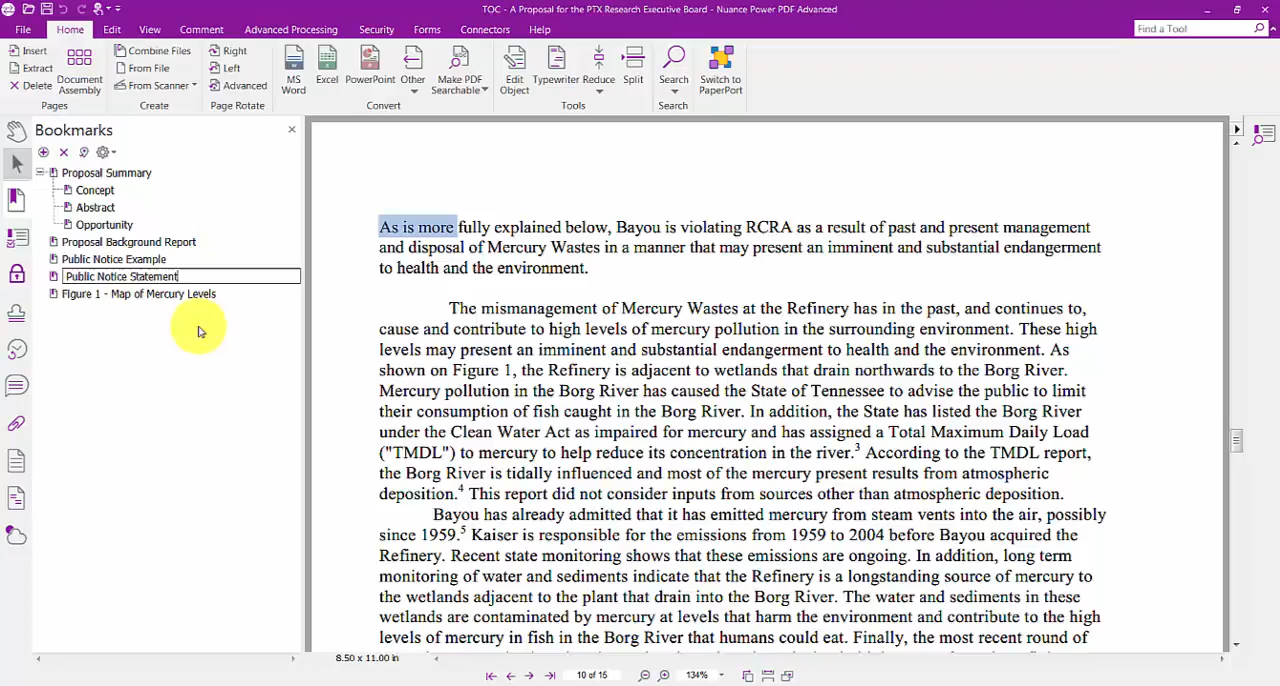 TOC - A Proposal for the PTX Research Executive Board - Nuance Power PDF Advanced
File Home Edit View Comment Advanced Processing Security Forms Connectors Help
Find a Tool
Insert
Extract
Delete
Document
Assembly
Pages
Combine Files
From File
From Scanner
Create
Right
Left
Advanced
Page Rotate
MS
Word
Excel
PowerPoint
Other
Make PDF
Searchable
Convert
Edit
Object
Typewriter
Reduce
Split
Tools
Search
Search
Switch to
PaperPort
Bookmarks
Proposal Summary
Concept
Abstract
Opportunity
Proposal Background Report
Public Notice Example
Public Notice Statement
Figure 1 - Map of Mercury Levels
As is more fully explained below, Bayou is violating RCRA as a result of past and present management
and disposal of Mercury Wastes in a manner that may present an imminent and substantial endangerment
to health and the environment.
The mismanagement of Mercury Wastes at the Refinery has in the past, and continues to,
cause and contribute to high levels of mercury pollution in the surrounding environment. These high
levels may present an imminent and substantial endangerment to health and the environment. As
shown on Figure 1, the Refinery is adjacent to wetlands that drain northwards to the Borg River.
Mercury pollution in the Borg River has caused the State of Tennessee to advise the public to limit
their consumption of fish caught in the Borg River. In addition, the State has listed the Borg River
under the Clean Water Act as impaired for mercury and has assigned a Total Maximum Daily Load
("TMDL") to mercury to help reduce its concentration in the river.3 According to the TMDL report,
the Borg River is tidally influenced and most of the mercury present results from atmospheric
deposition.4 This report did not consider inputs from sources other than atmospheric deposition.
Bayou has already admitted that it has emitted mercury from steam vents into the air, possibly
since 1959.5 Kaiser is responsible for the emissions from 1959 to 2004 before Bayou acquired the
Refinery. Recent state monitoring shows that these emissions are ongoing. In addition, long term
monitoring of water and sediments indicate that the Refinery is a longstanding source of mercury to
the wetlands adjacent to the plant that drain into the Borg River. The water and sediments in these
wetlands are contaminated by mercury at levels that harm the environment and contribute to the high
levels of mercury in fish in the Borg River that humans could eat. Finally, the most recent round of
8.50 x 11.00 in
10 of 15
134%